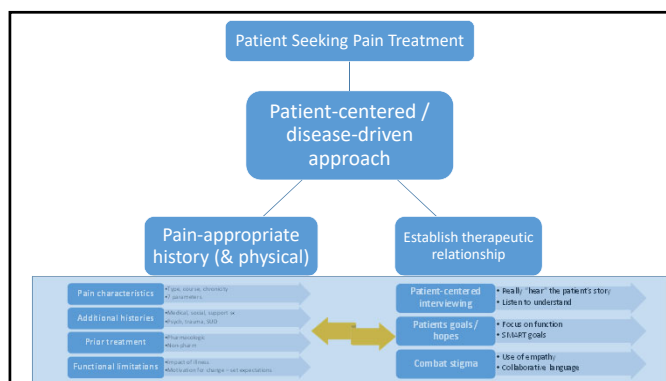 Patient Seeking Pain Treatment
Patient-centered /
disease-driven
approach
Pain-appropriate
history (& physical)
Establish therapeutic
relationship
Pain characteristics
•Type, source, chronicity
•7 parameters
Additional histories
•Medical, social, support
•Psych, trauma, SUD
Prior treatment
•Pharmacologic
•Non-pharm
Functional limitations
•Impact of illness
•Motivation for change – set expectations
Patient-centered
interviewing
• Really "hear" the patient's story
• Listen to understand
Patients goals /
hopes
• Focus on function
• SMART goals
Combat stigma
• Use of empathy
• Collaborative language